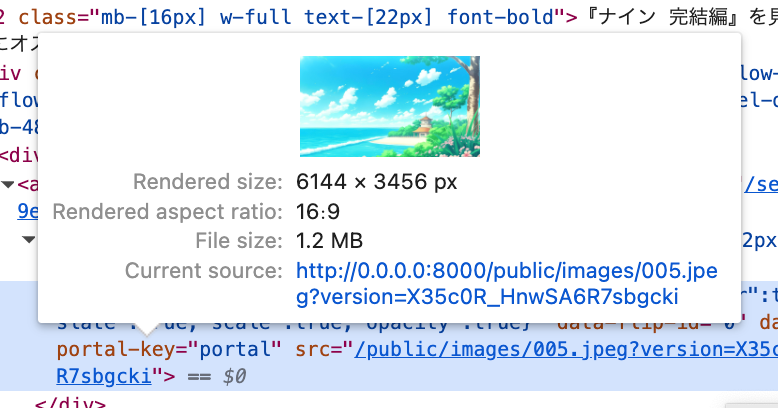 2 class="mb-[16px] w-full text-[22px] font-bold">『ナイン 完結編』を見
にオス
div c
low-
flow
el-d
b-48
<div
Rendered size: 6144 × 3456 px
▼<a
/se
Rendered aspect ratio: 16:9
9e
File size: 1.2 MB
2px
Current source: http://0.0.0.0:8000/public/images/005.jpe
g?version=X35c0R_HnwSA6R7sbgcki
r":t
state":true, "scale":true, "opacity":true}" data-flip-id="0" da
portal-key="portal" src="/public/images/005.jpeg?version=X35c
R7sbgcki"> == $0
</div>